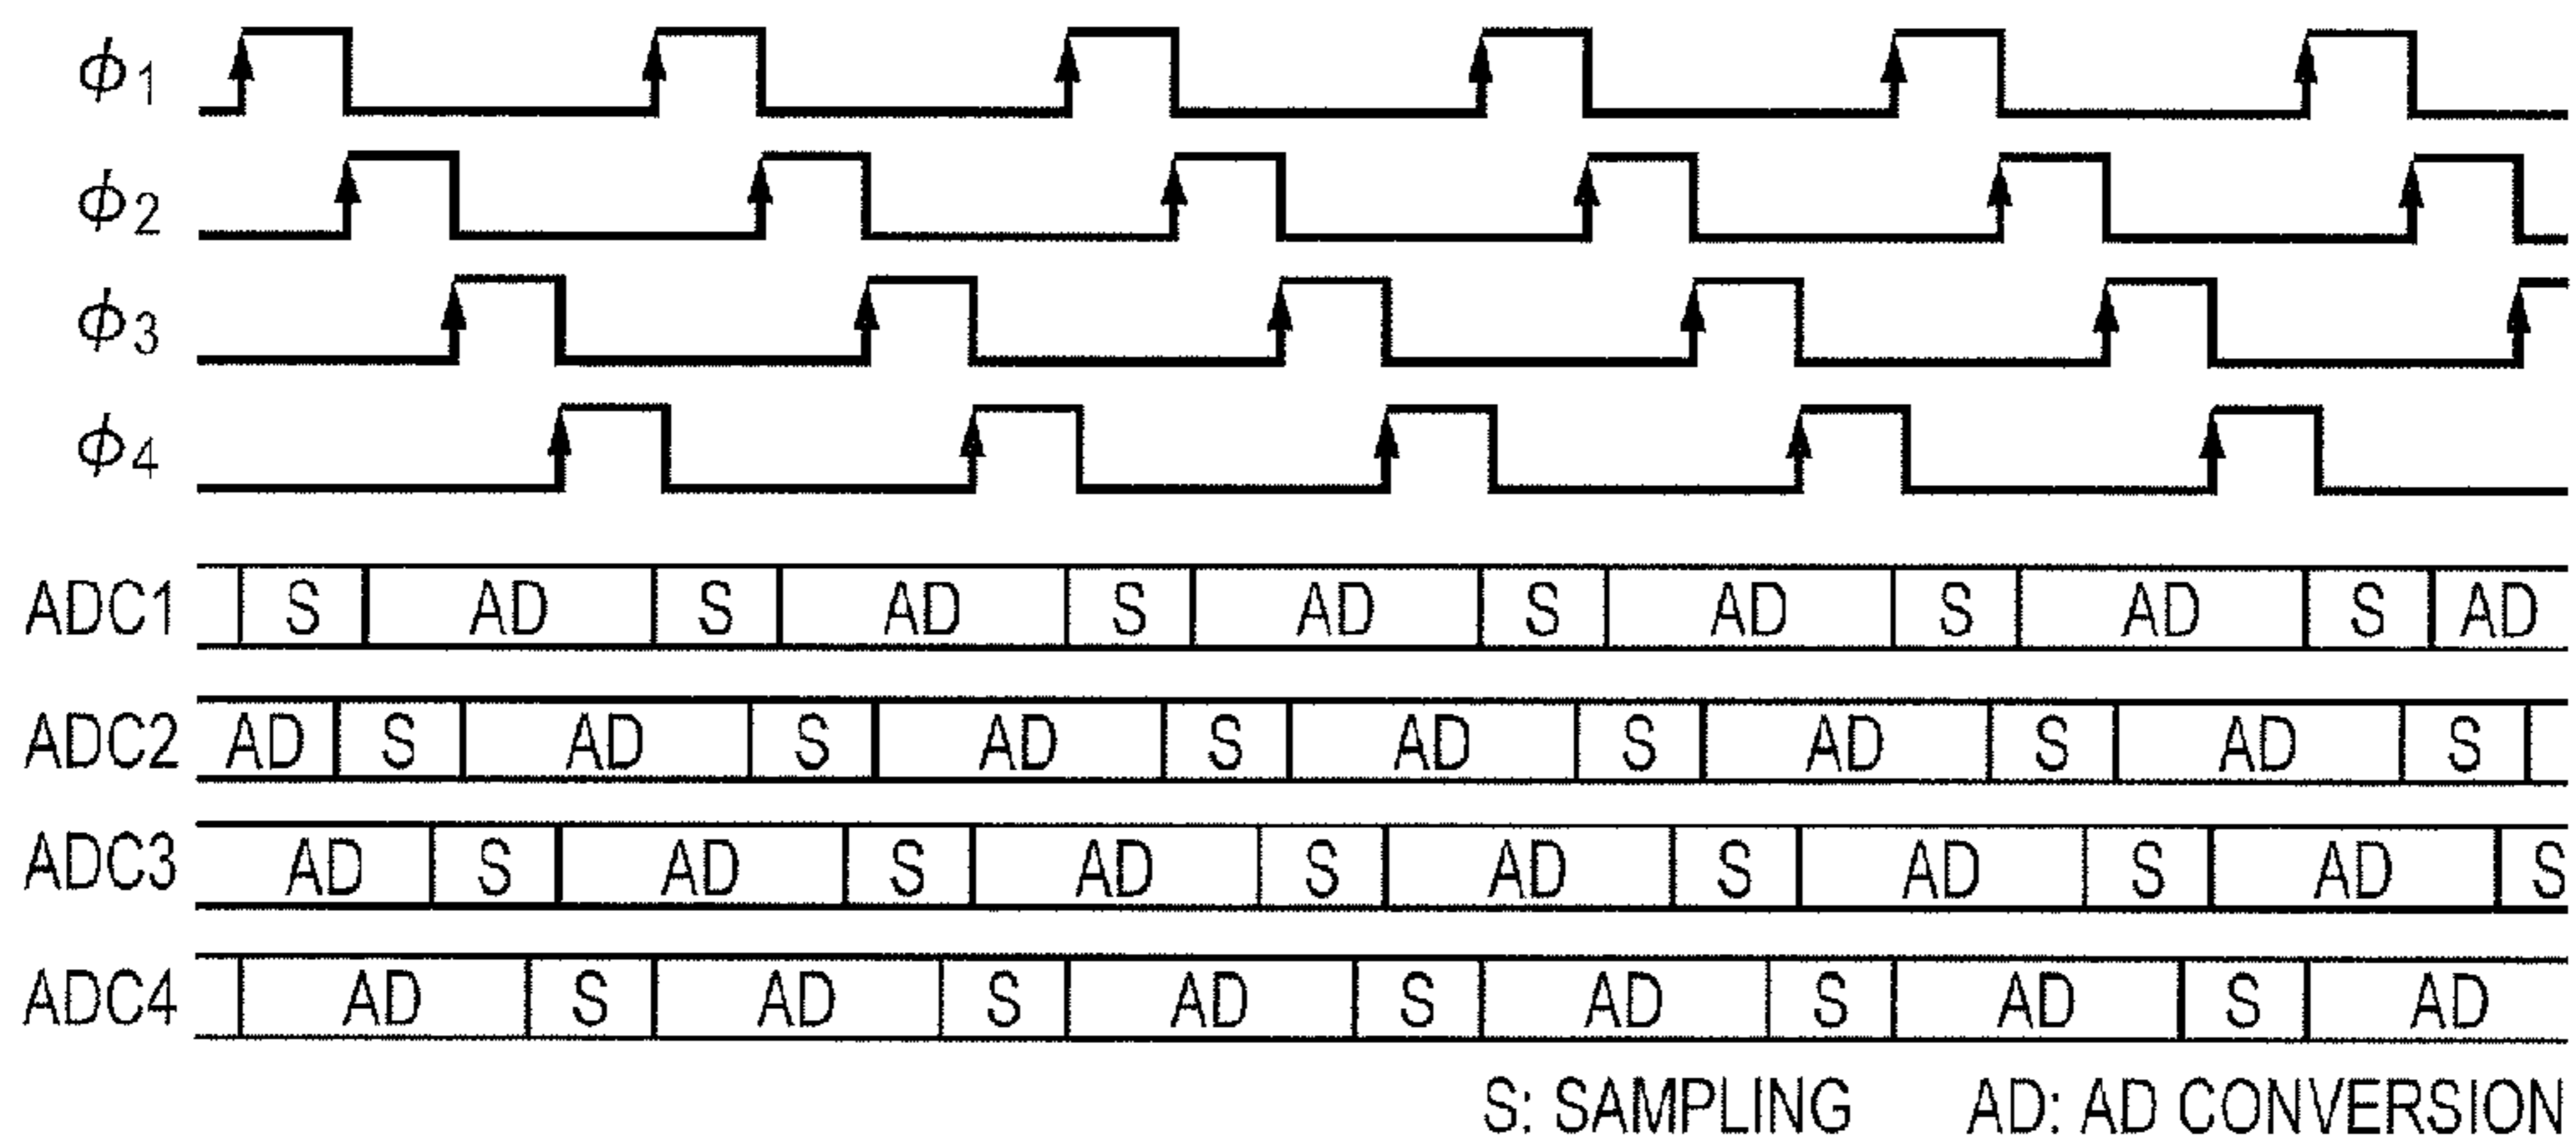 ϕ1
ϕ2
ϕ3
ϕ4
ADC1 S AD S AD S AD S AD S AD S AD
ADC2 AD S AD S AD S AD S AD S AD S
ADC3 AD S AD S AD S AD S AD S AD S
ADC4 AD S AD S AD S AD S AD S AD
S: SAMPLING AD: AD CONVERSION